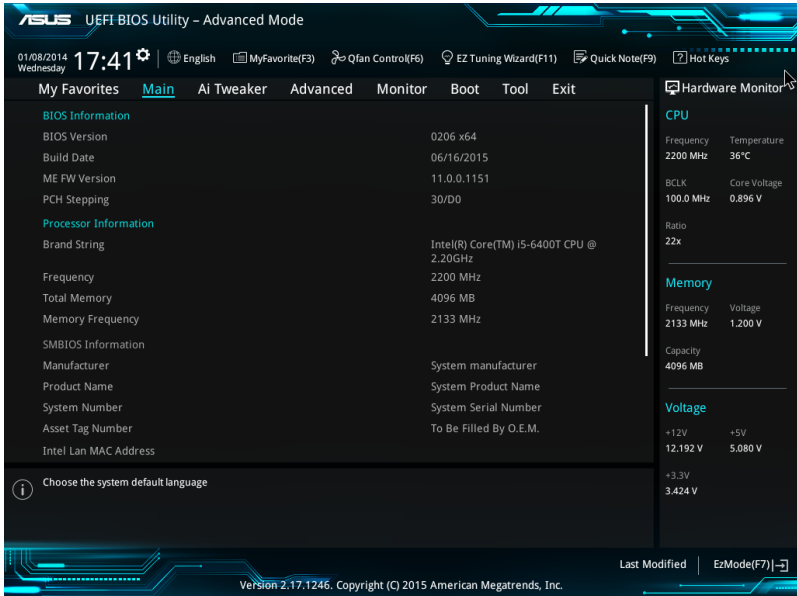 ASUS UEFI BIOS Utility – Advanced Mode
01/08/2014 Wednesday 17:41 English MyFavorite(F3) Qfan Control(F6) EZ Tuning Wizard(F11) Quick Note(F9) ? Hot Keys
My Favorites Main Ai Tweaker Advanced Monitor Boot Tool Exit
BIOS Information
BIOS Version 0206 x64
Build Date 06/16/2015
ME FW Version 11.0.0.1151
PCH Stepping 30/D0
Processor Information
Brand String Intel(R) Core(TM) i5-6400T CPU @
2.20GHz
Frequency 2200 MHz
Total Memory 4096 MB
Memory Frequency 2133 MHz
SMBIOS Information
Manufacturer System manufacturer
Product Name System Product Name
System Number System Serial Number
Asset Tag Number To Be Filled By O.E.M.
Intel Lan MAC Address
Choose the system default language
Hardware Monitor
CPU
Frequency Temperature
2200 MHz 36°C
BCLK Core Voltage
100.0 MHz 0.896 V
Ratio
22x
Memory
Frequency Voltage
2133 MHz 1.200 V
Capacity
4096 MB
Voltage
+12V +5V
12.192 V 5.080 V
+3.3V
3.424 V
Last Modified EzMode(F7)
Version 2.17.1246. Copyright (C) 2015 American Megatrends, Inc.